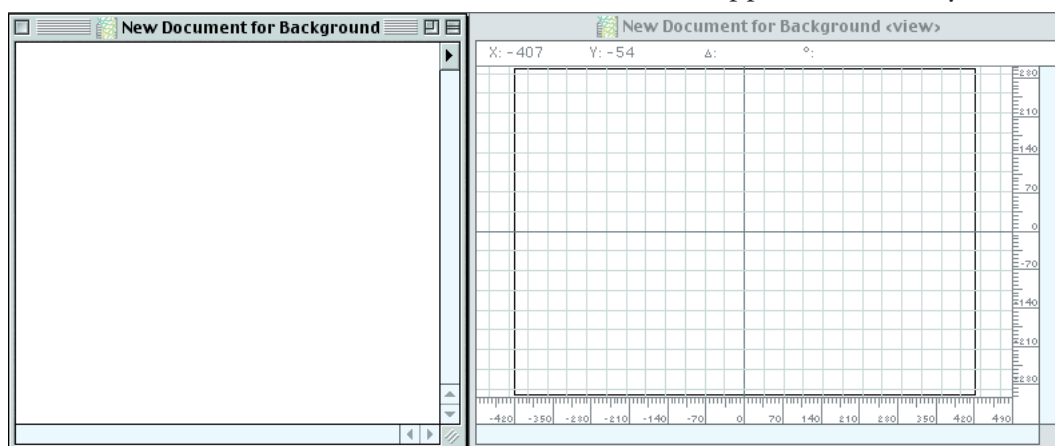 New Document for Background
New Document for Background <view>
X: -407 Y: -54 Δ: °:
280
210
140
70
0
-70
-140
-210
-280
-420 -350 -280 -210 -140 -70 0 70 140 210 280 350 420 490